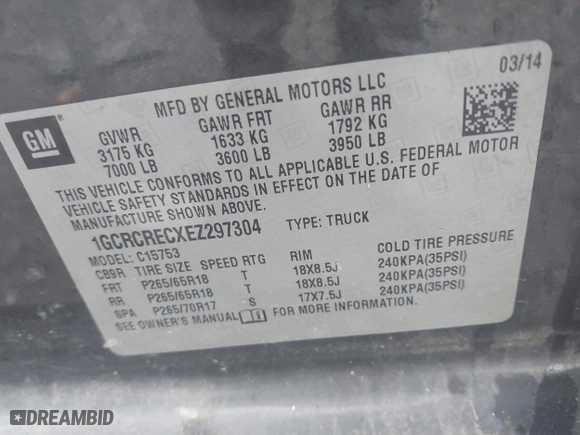 03/14
MFD BY GENERAL MOTORS LLC
GM ®
GVWR GAWR FRT GAWR RR
3175 KG 1633 KG 1792 KG
7000 LB 3600 LB 3950 LB
THIS VEHICLE CONFORMS TO ALL APPLICABLE U.S. FEDERAL MOTOR
VEHICLE SAFETY STANDARDS IN EFFECT ON THE DATE OF
MANUFACTURE SHOWN ABOVE.
1GCRCRECXEZ297304 TYPE: TRUCK
MODEL: C15753
CB9R TIRE SIZE SPEED RTG RIM COLD TIRE PRESSURE
FRT P265/65R18 T 18X8.5J 240KPA(35PSI)
RR P265/65R18 T 18X8.5J 240KPA(35PSI)
SPA P265/70R17 S 17X7.5J 240KPA(35PSI)
SEE OWNER'S MANUAL FOR MORE INFORMATION.
DREAMBID